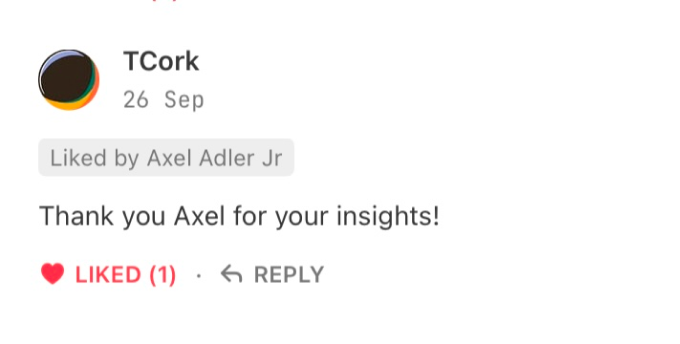 TCork
26 Sep
Liked by Axel Adler Jr
Thank you Axel for your insights!
LIKED (1) · REPLY